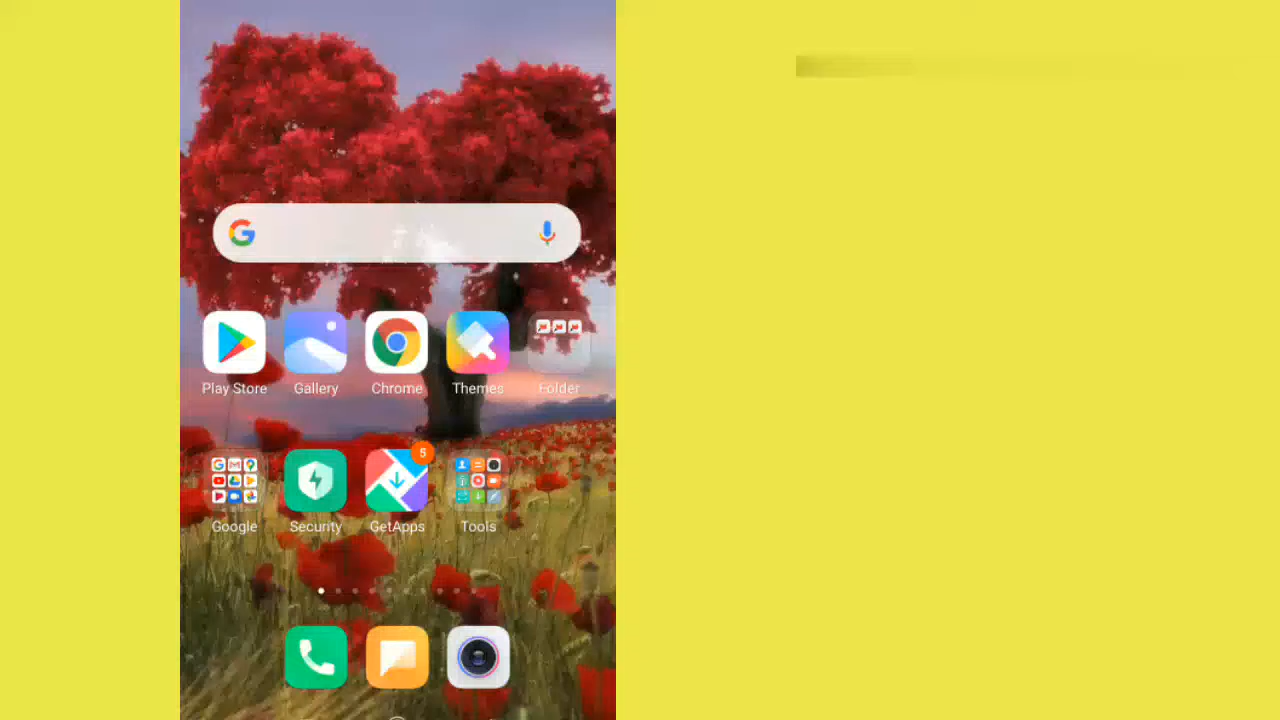 Play Store
Gallery
Chrome
Themes
Folder
5
Google
Security
GetApps
Tools